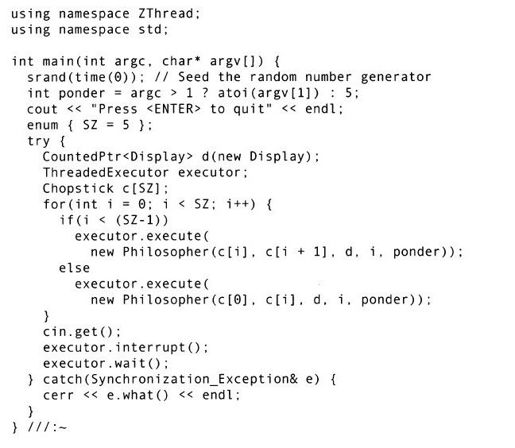 using namespace ZThread;
using namespace std;
int main(int argc, char* argv[]) {
srand(time(0)); // Seed the random number generator
int ponder = argc > 1 ? atoi(argv[1]) : 5;
cout << "Press <ENTER> to quit" << endl;
enum { SZ = 5 };
try {
CountedPtr<Display> d(new Display);
ThreadedExecutor executor;
Chopstick c[SZ];
for(int i = 0; i < SZ; i++) {
if(i < (SZ-1))
executor.execute(
new Philosopher(c[i], c[i + 1], d, i, ponder));
else
executor.execute(
new Philosopher(c[0], c[i], d, i, ponder));
}
cin.get();
executor.interrupt();
executor.wait();
} catch(Synchronization_Exception& e) {
cerr << e.what() << endl;
}
} ///:~